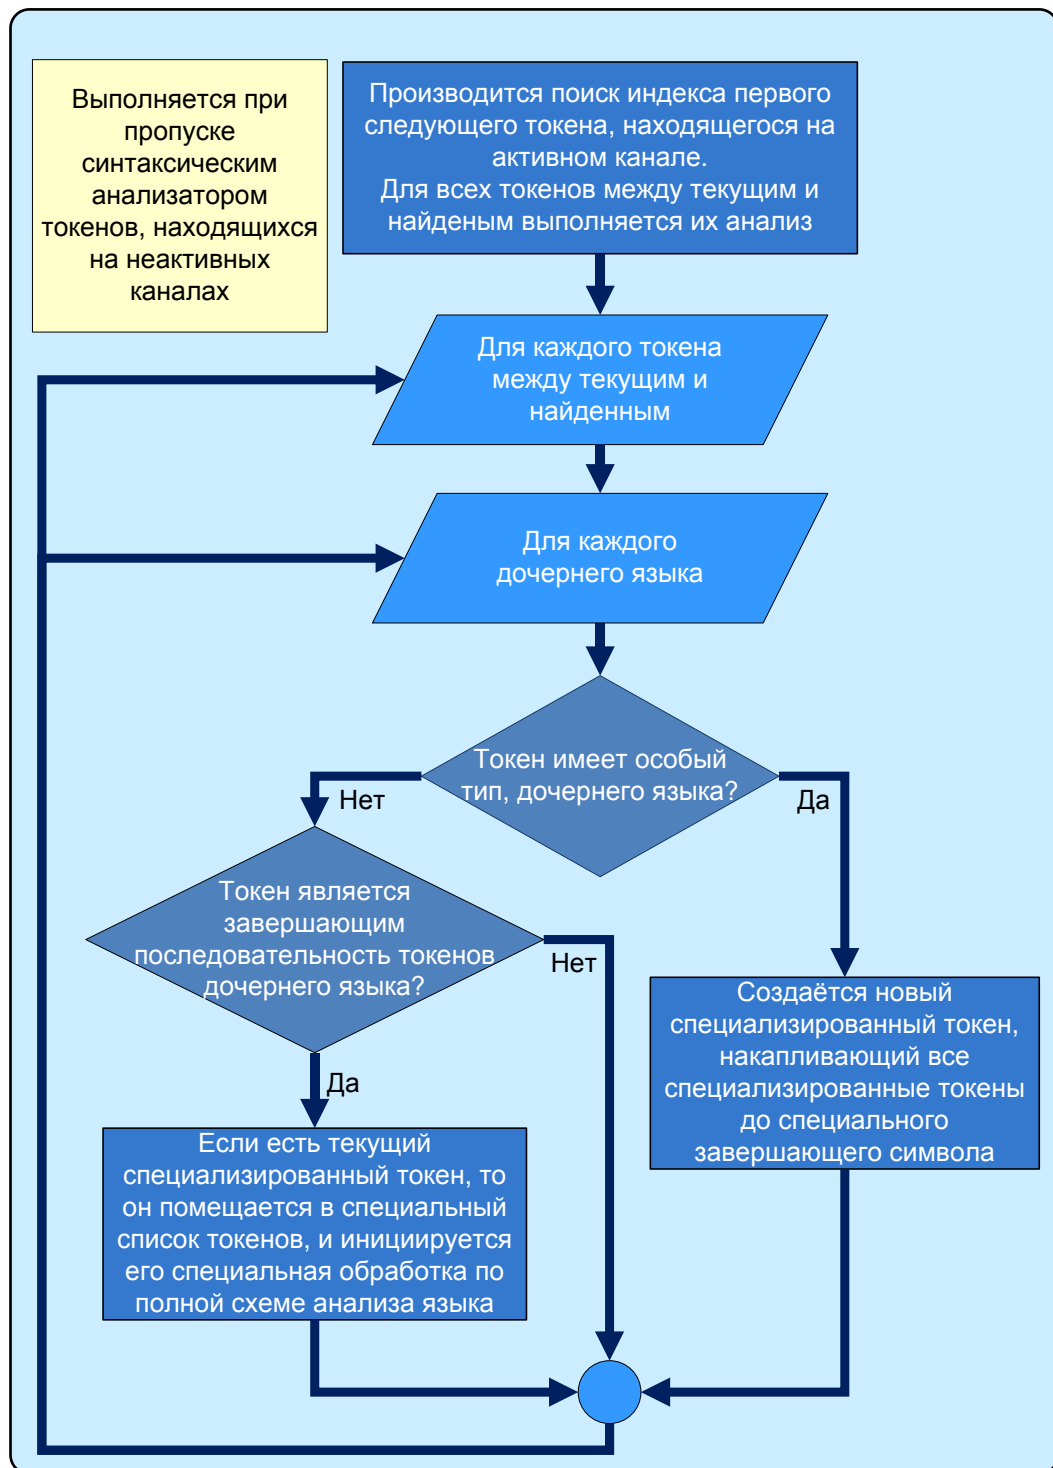 Выполняется при
пропуске
синтаксическим
анализатором
токенов, находящихся
на неактивных
каналах
Производится поиск индекса первого
следующего токена, находящегося на
активном канале.
Для всех токенов между текущим и
найденым выполняется их анализ
Для каждого токена
между текущим и
найденным
Для каждого
дочернего языка
Токен имеет особый
тип, дочернего языка?
Нет
Да
Токен является
завершающим
последовательность токенов
дочернего языка?
Нет
Да
Создаётся новый
специализированный токен,
накапливающий все
специализированные токены
до специального
завершающего символа
Если есть текущий
специализированный токен, то
он помещается в специальный
список токенов, и инициируется
его специальная обработка по
полной схеме анализа языка